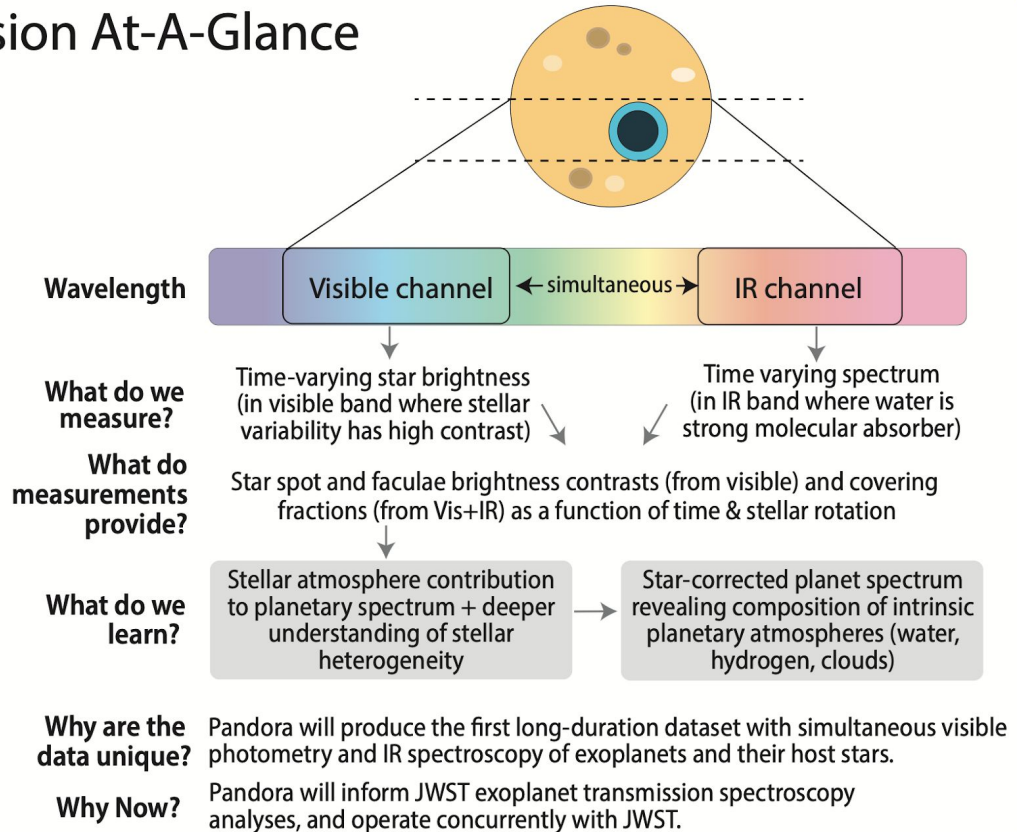 sion At-A-Glance
Wavelength
Visible channel
simultaneous
IR channel
What do we
measure?
Time-varying star brightness
(in visible band where stellar
variability has high contrast)
Time varying spectrum
(in IR band where water is
strong molecular absorber)
What do
measurements
provide?
Star spot and faculae brightness contrasts (from visible) and covering
fractions (from Vis+IR) as a function of time & stellar rotation
What do we
learn?
Stellar atmosphere contribution
to planetary spectrum + deeper
understanding of stellar
heterogeneity
Star-corrected planet spectrum
revealing composition of intrinsic
planetary atmospheres (water,
hydrogen, clouds)
Why are the
data unique?
Pandora will produce the first long-duration dataset with simultaneous visible
photometry and IR spectroscopy of exoplanets and their host stars.
Why Now?
Pandora will inform JWST exoplanet transmission spectroscopy
analyses, and operate concurrently with JWST.